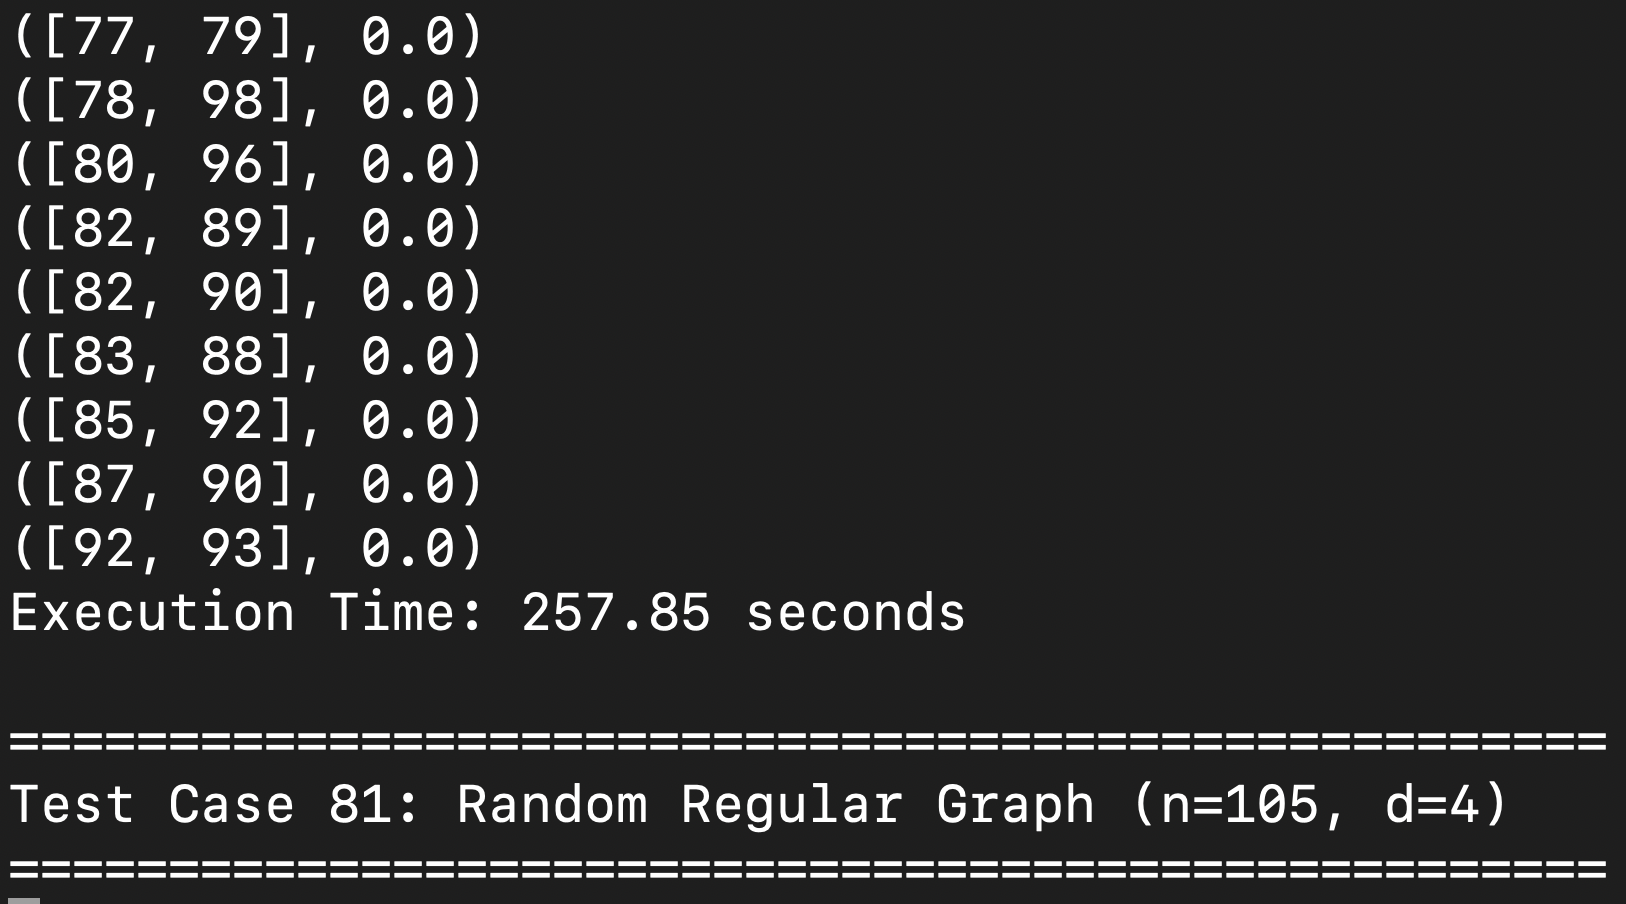 ([77, 79], 0.0)
([78, 98], 0.0)
([80, 96], 0.0)
([82, 89], 0.0)
([82, 90], 0.0)
([83, 88], 0.0)
([85, 92], 0.0)
([87, 90], 0.0)
([92, 93], 0.0)
Execution Time: 257.85 seconds
==================================================
Test Case 81: Random Regular Graph (n=105, d=4)
==================================================